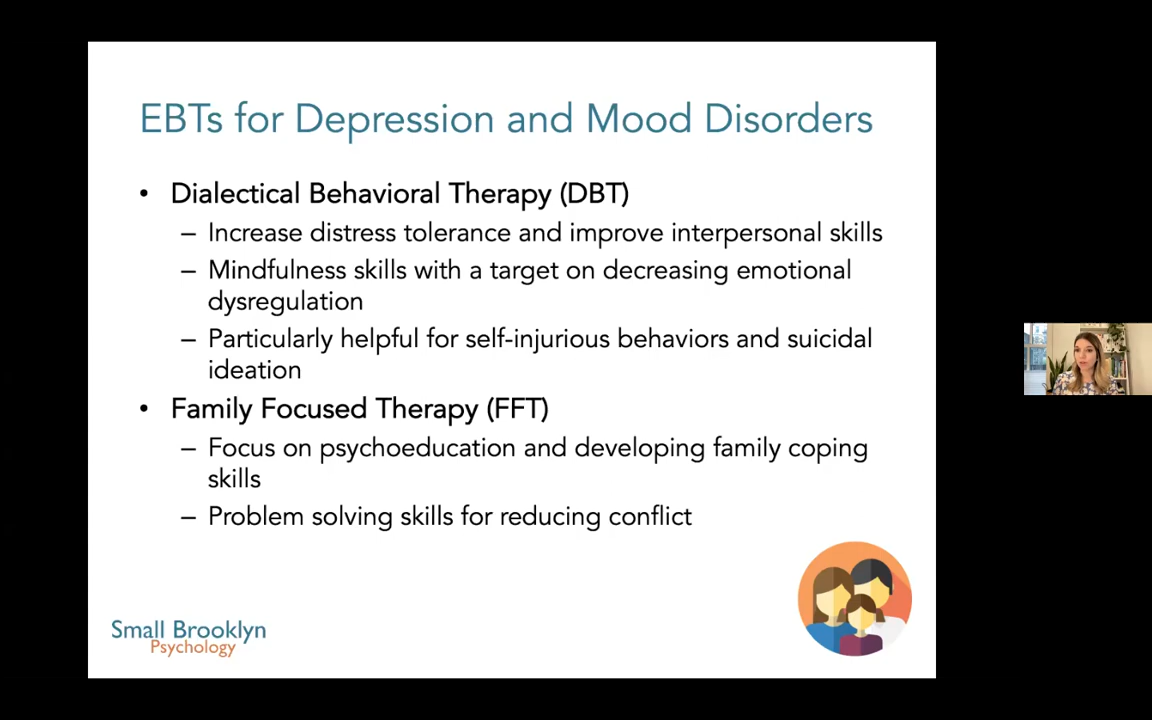 EBTs for Depression and Mood Disorders
• Dialectical Behavioral Therapy (DBT)
– Increase distress tolerance and improve interpersonal skills
– Mindfulness skills with a target on decreasing emotional
dysregulation
– Particularly helpful for self-injurious behaviors and suicidal
ideation
• Family Focused Therapy (FFT)
– Focus on psychoeducation and developing family coping
skills
– Problem solving skills for reducing conflict
Small Brooklyn
Psychology